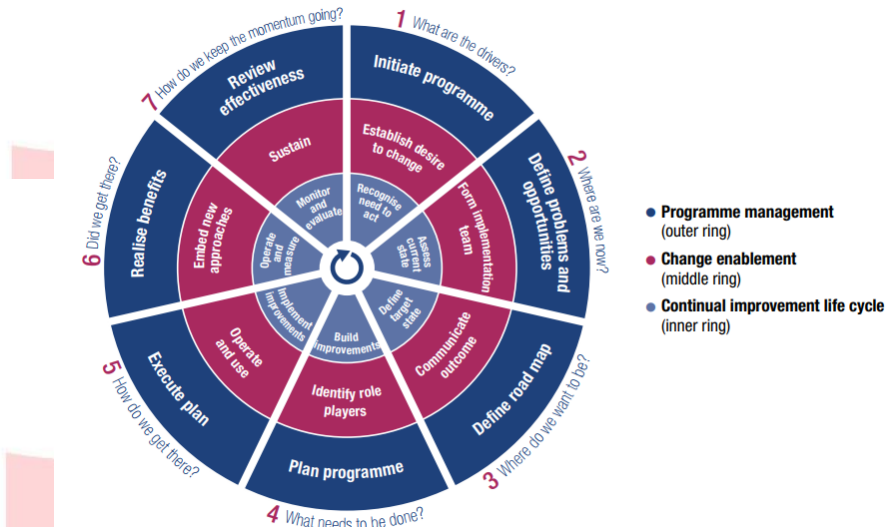 1 What are the drivers?
Initiate programme
Establish desire
to change
Recognise
need to
act
2 Where are we now?
Define problems and
opportunities
Form implementation
team
Assess
current
state
3 Where do we want to be?
Define road map
Communicate
outcome
Define
target
state
4 What needs to be done?
Plan programme
Identify role
players
Build
improvements
5 How do we get there?
Execute plan
Operate
and use
Implement
improvements
6 Did we get there?
Realise benefits
Embed new
approaches
Operate
and
measure
7 How do we keep the momentum going?
Review
effectiveness
Sustain
Monitor
and
evaluate
Programme management
(outer ring)
Change enablement
(middle ring)
Continual improvement life cycle
(inner ring)